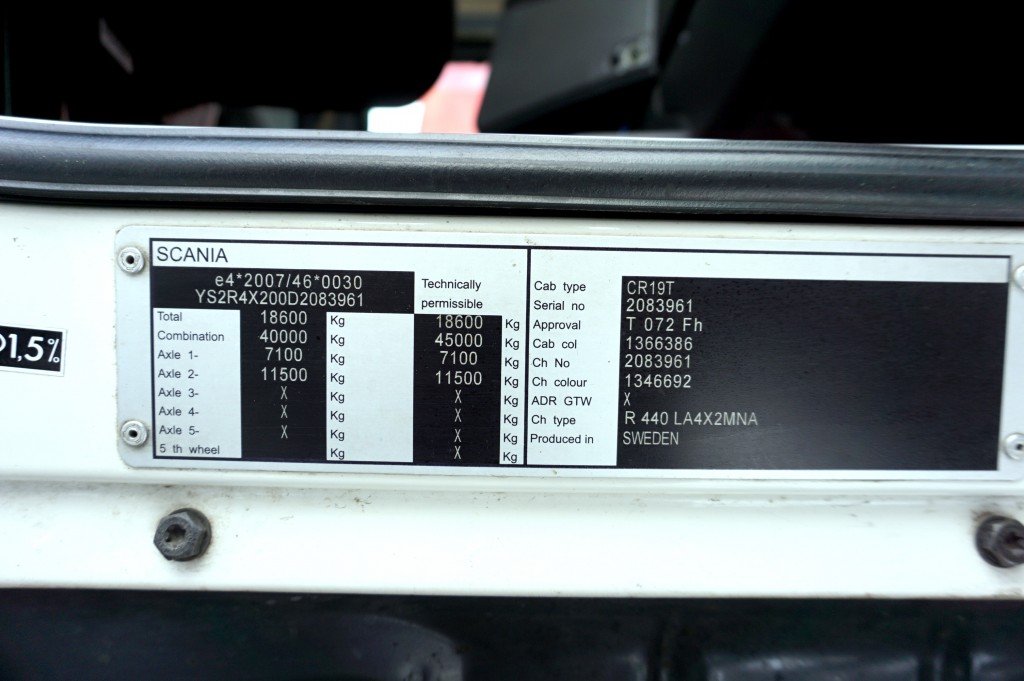 SCANIA
e4*2007/46*0030
YS2R4X200D2083961
Technically
permissible
Total 18600 Kg 18600 Kg
Combination 40000 Kg 45000 Kg
Axle 1- 7100 Kg 7100 Kg
Axle 2- 11500 Kg 11500 Kg
Axle 3- X Kg X Kg
Axle 4- X Kg X Kg
Axle 5- X Kg X Kg
5 th wheel Kg X Kg
Cab type CR19T
Serial no 2083961
Approval T 072 Fh
Cab col 1366386
Ch No 2083961
Ch colour 1346692
ADR GTW X
Ch type R 440 LA4X2MNA
Produced in SWEDEN
1,5%